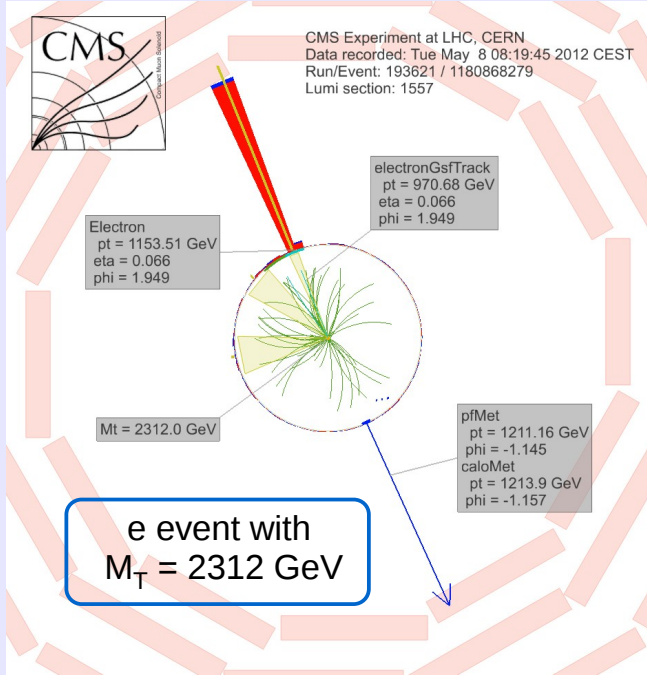 CMS
Compact Muon Solenoid
CMS Experiment at LHC, CERN
Data recorded: Tue May 8 08:19:45 2012 CEST
Run/Event: 193621 / 1180868279
Lumi section: 1557
electronGsfTrack
pt = 970.68 GeV
eta = 0.066
phi = 1.949
Electron
pt = 1153.51 GeV
eta = 0.066
phi = 1.949
Mt = 2312.0 GeV
pfMet
pt = 1211.16 GeV
phi = -1.145
caloMet
pt = 1213.9 GeV
phi = -1.157
e event with
M_T = 2312 GeV